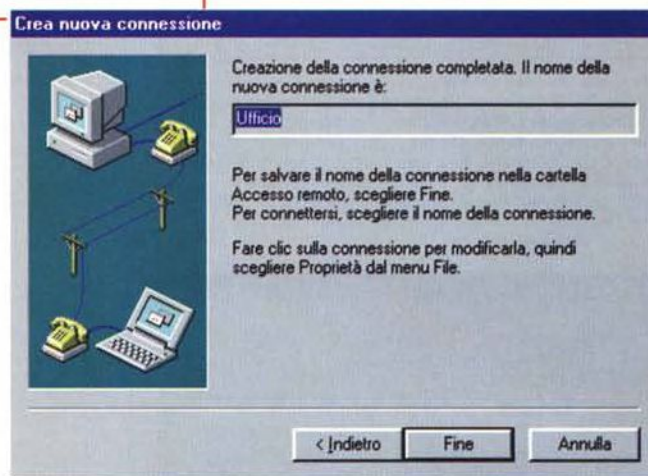 Crea nuova connessione
Creazione della connessione completata. Il nome della
nuova connessione è:
Ufficio
Per salvare il nome della connessione nella cartella
Accesso remoto, scegliere Fine.
Per connettersi, scegliere il nome della connessione.
Fare clic sulla connessione per modificarla, quindi
scegliere Proprietà dal menu File.
< Indietro
Fine
Annulla